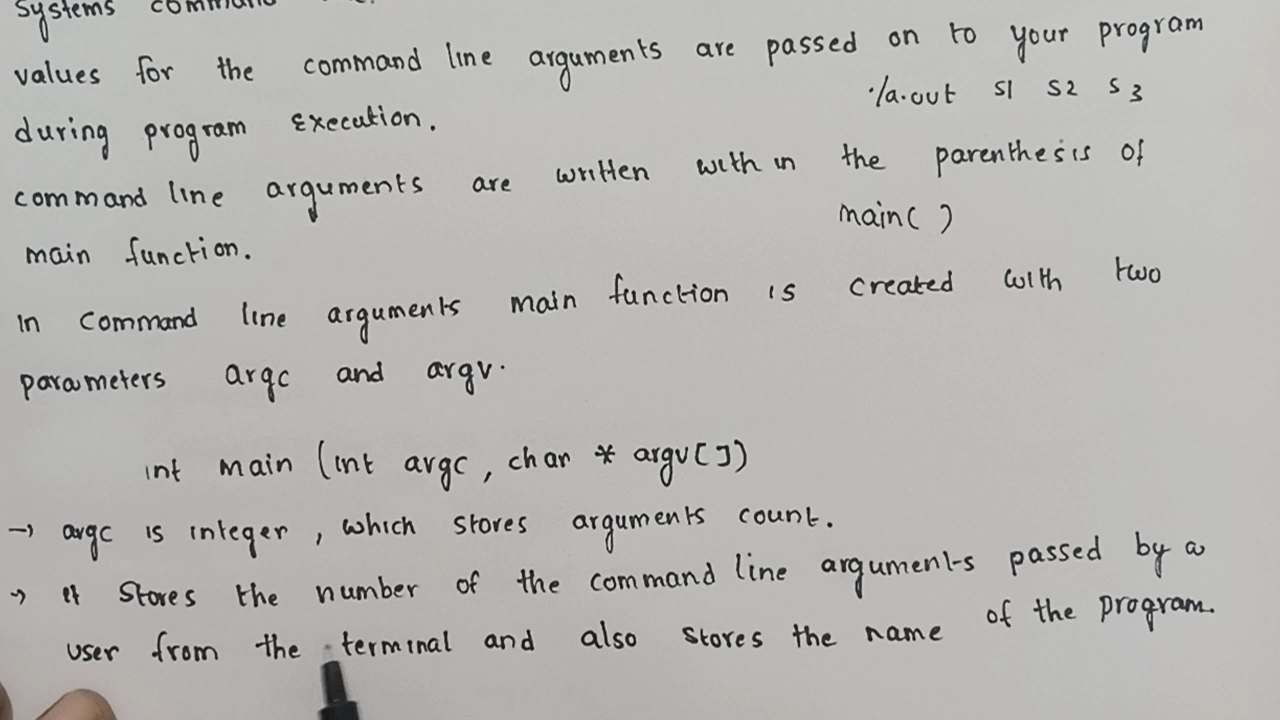 systems command
values for the command line arguments are passed on to your program
./a.out s1 s2 s3
during program Execution.
command line arguments are written with in the parenthesis of
main( )
main function.
In command line arguments main function is created with two
parameters argc and argv.
int main (int argc, char * argv[])
→ argc is integer, which stores arguments count.
→ It Stores the number of the command line arguments passed by a
user from the terminal and also stores the name of the program.